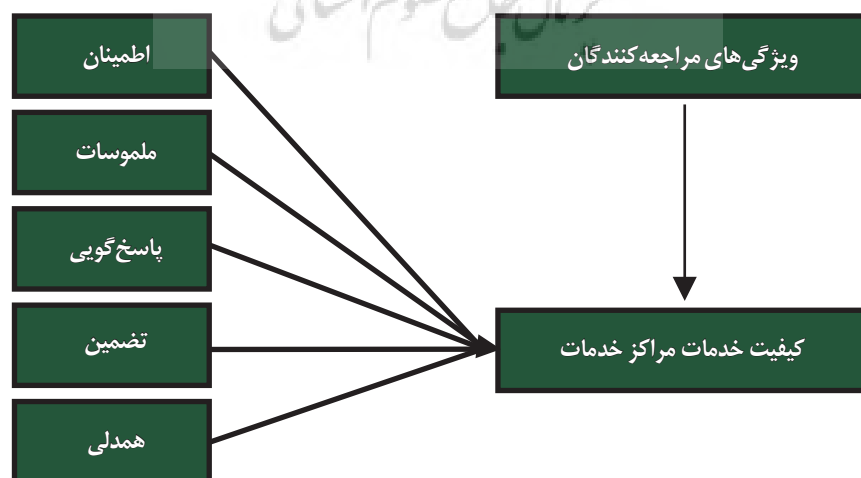 ویژگی‌های مراجعه‌کنندگان
کیفیت خدمات مراکز خدمات
اطمینان
ملموسات
پاسخ‌گویی
تضمین
همدلی